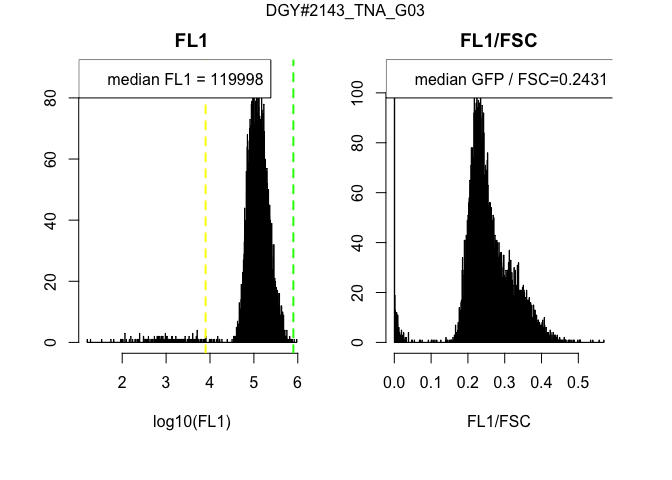 DGY#2143_TNA_G03
FL1
median FL1 = 119998
0 20 40 60 80
2 3 4 5 6
log10(FL1)
FL1/FSC
median GFP / FSC=0.2431
0 20 40 60 80 100
0.0 0.1 0.2 0.3 0.4 0.5
FL1/FSC